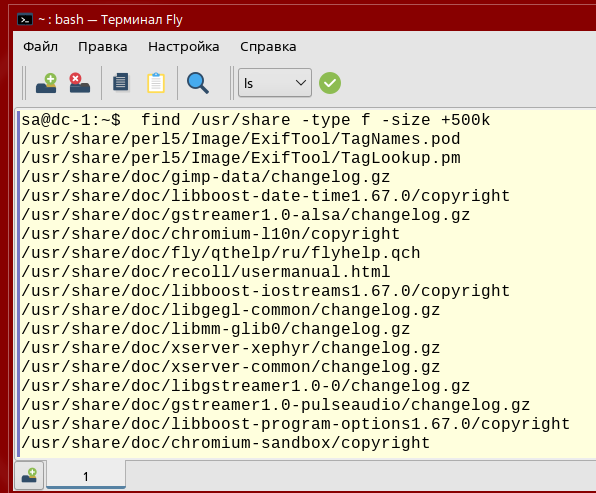 ~ : bash — Терминал Fly
Файл Правка Настройка Справка
ls
sa@dc-1:~$  find /usr/share -type f -size +500k
/usr/share/perl5/Image/ExifTool/TagNames.pod
/usr/share/perl5/Image/ExifTool/TagLookup.pm
/usr/share/doc/gimp-data/changelog.gz
/usr/share/doc/libboost-date-time1.67.0/copyright
/usr/share/doc/gstreamer1.0-alsa/changelog.gz
/usr/share/doc/chromium-l10n/copyright
/usr/share/doc/fly/qthelp/ru/flyhelp.qch
/usr/share/doc/recoll/usermanual.html
/usr/share/doc/libboost-iostreams1.67.0/copyright
/usr/share/doc/libgegl-common/changelog.gz
/usr/share/doc/libmm-glib0/changelog.gz
/usr/share/doc/xserver-xephyr/changelog.gz
/usr/share/doc/xserver-common/changelog.gz
/usr/share/doc/libgstreamer1.0-0/changelog.gz
/usr/share/doc/gstreamer1.0-pulseaudio/changelog.gz
/usr/share/doc/libboost-program-options1.67.0/copyright
/usr/share/doc/chromium-sandbox/copyright
1